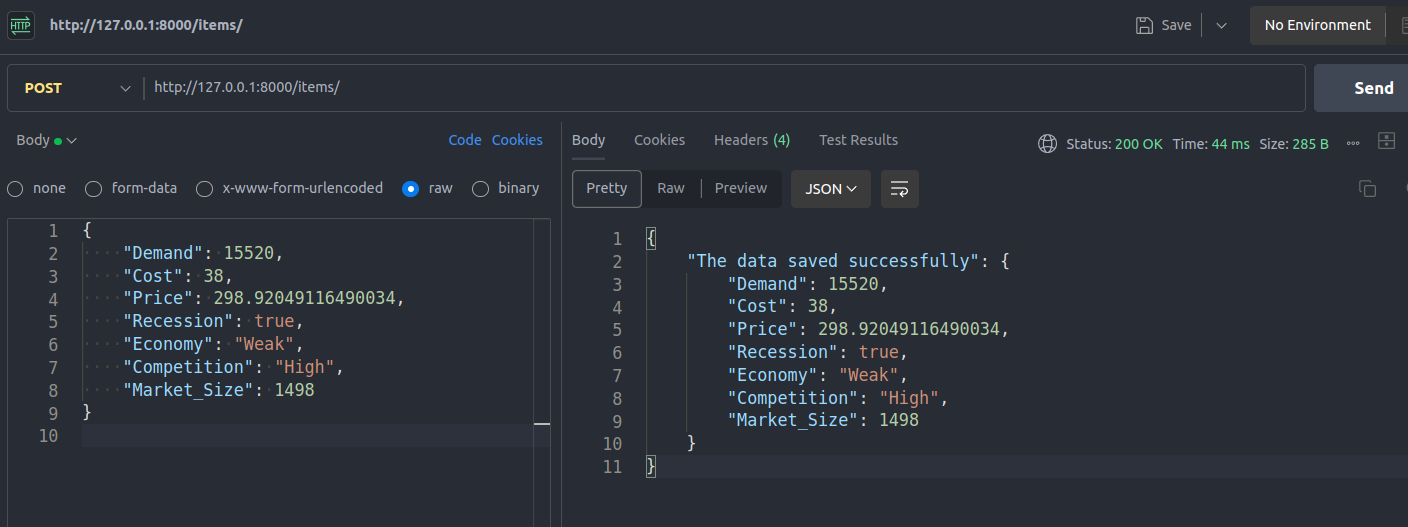 HTTP http://127.0.0.1:8000/items/ Save No Environment
POST http://127.0.0.1:8000/items/ Send
Body Code Cookies
none form-data x-www-form-urlencoded raw binary
1 {
2 "Demand": 15520,
3 "Cost": 38,
4 "Price": 298.92049116490034,
5 "Recession": true,
6 "Economy": "Weak",
7 "Competition": "High",
8 "Market_Size": 1498
9 }
10
Body Cookies Headers (4) Test Results Status: 200 OK Time: 44 ms Size: 285 B
Pretty Raw Preview JSON
1 {
2 "The data saved successfully": {
3 "Demand": 15520,
4 "Cost": 38,
5 "Price": 298.92049116490034,
6 "Recession": true,
7 "Economy": "Weak",
8 "Competition": "High",
9 "Market_Size": 1498
10 }
11 }